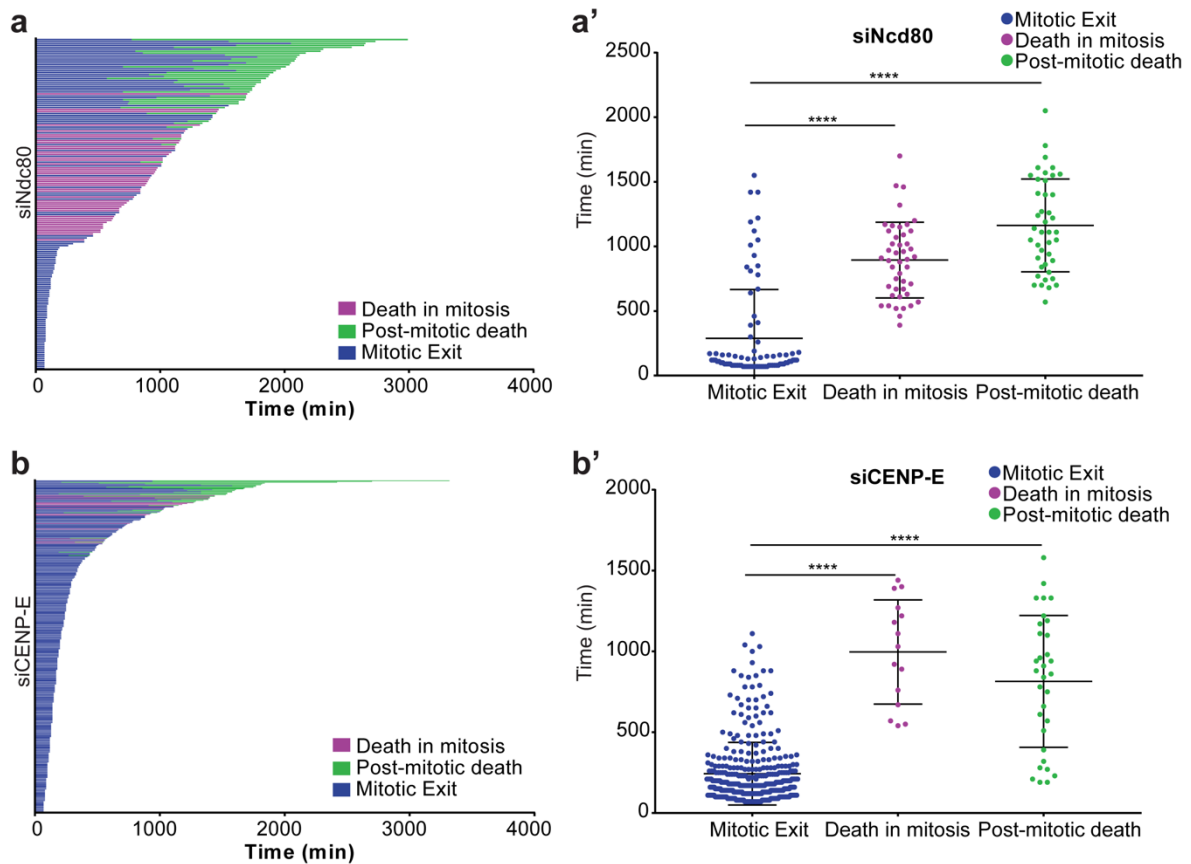 a
siNdc80
Death in mitosis
Post-mitotic death
Mitotic Exit
0 1000 2000 3000 4000
Time (min)
a’
siNcd80
Mitotic Exit
Death in mitosis
Post-mitotic death
Time (min)
2500
2000
1500
1000
500
0
****
****
Mitotic Exit Death in mitosis Post-mitotic death
b
siCENP-E
Death in mitosis
Post-mitotic death
Mitotic Exit
0 1000 2000 3000 4000
Time (min)
b’
siCENP-E
Mitotic Exit
Death in mitosis
Post-mitotic death
Time (min)
2000
1500
1000
500
0
****
****
Mitotic Exit Death in mitosis Post-mitotic death